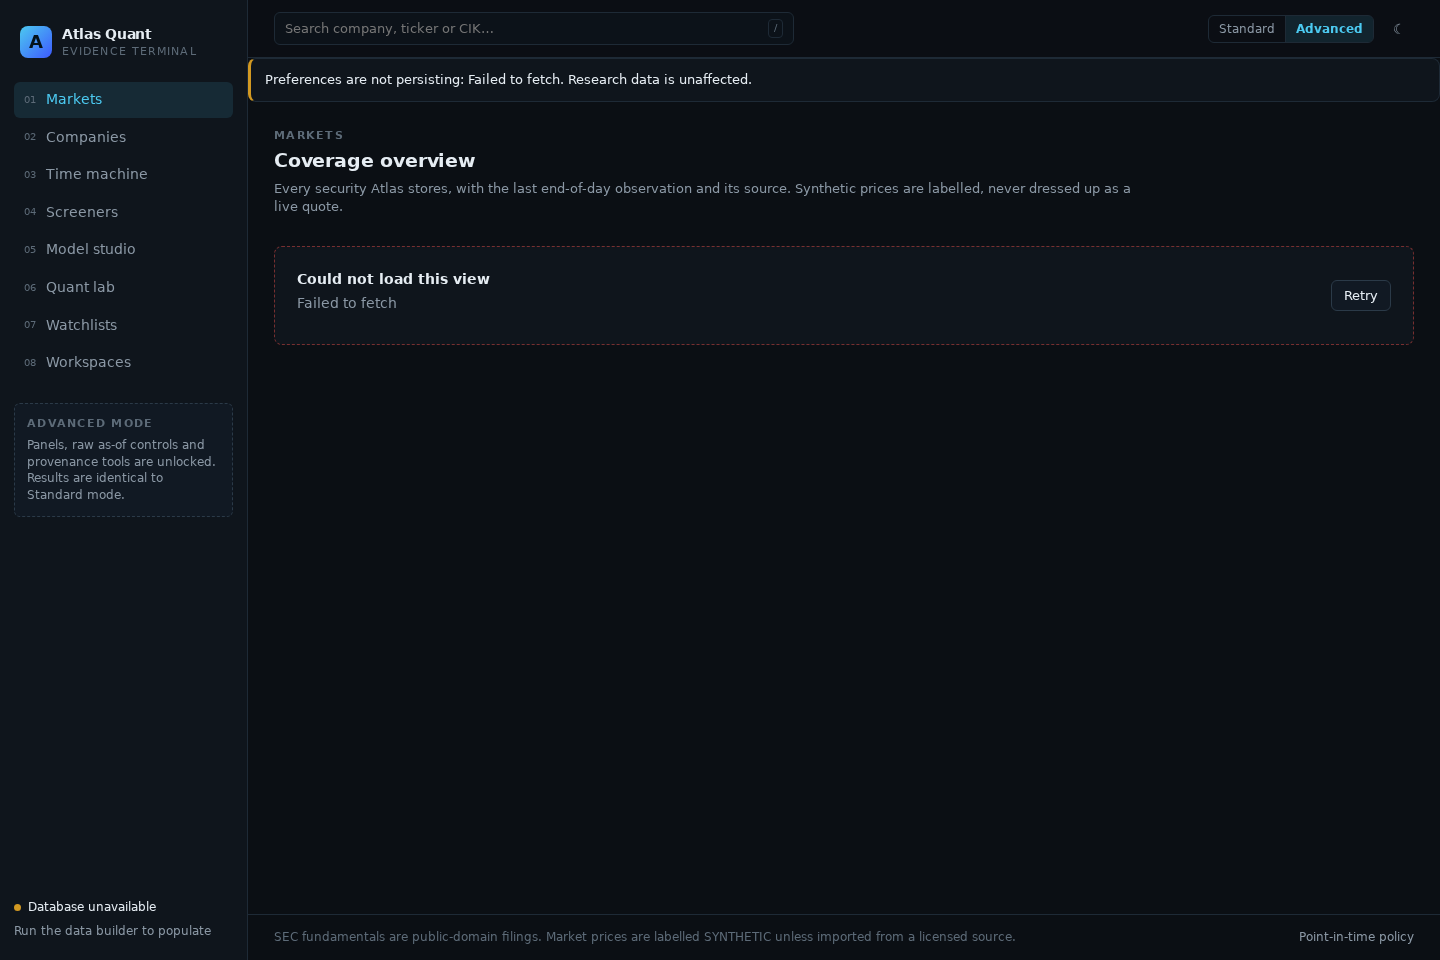 A
Atlas Quant
EVIDENCE TERMINAL
01 Markets
02 Companies
03 Time machine
04 Screeners
05 Model studio
06 Quant lab
07 Watchlists
08 Workspaces
ADVANCED MODE
Panels, raw as-of controls and
provenance tools are unlocked.
Results are identical to
Standard mode.
Database unavailable
Run the data builder to populate
Search company, ticker or CIK... /
Standard Advanced
Preferences are not persisting: Failed to fetch. Research data is unaffected.
MARKETS
Coverage overview
Every security Atlas stores, with the last end-of-day observation and its source. Synthetic prices are labelled, never dressed up as a
live quote.
Could not load this view
Failed to fetch
Retry
SEC fundamentals are public-domain filings. Market prices are labelled SYNTHETIC unless imported from a licensed source.
Point-in-time policy